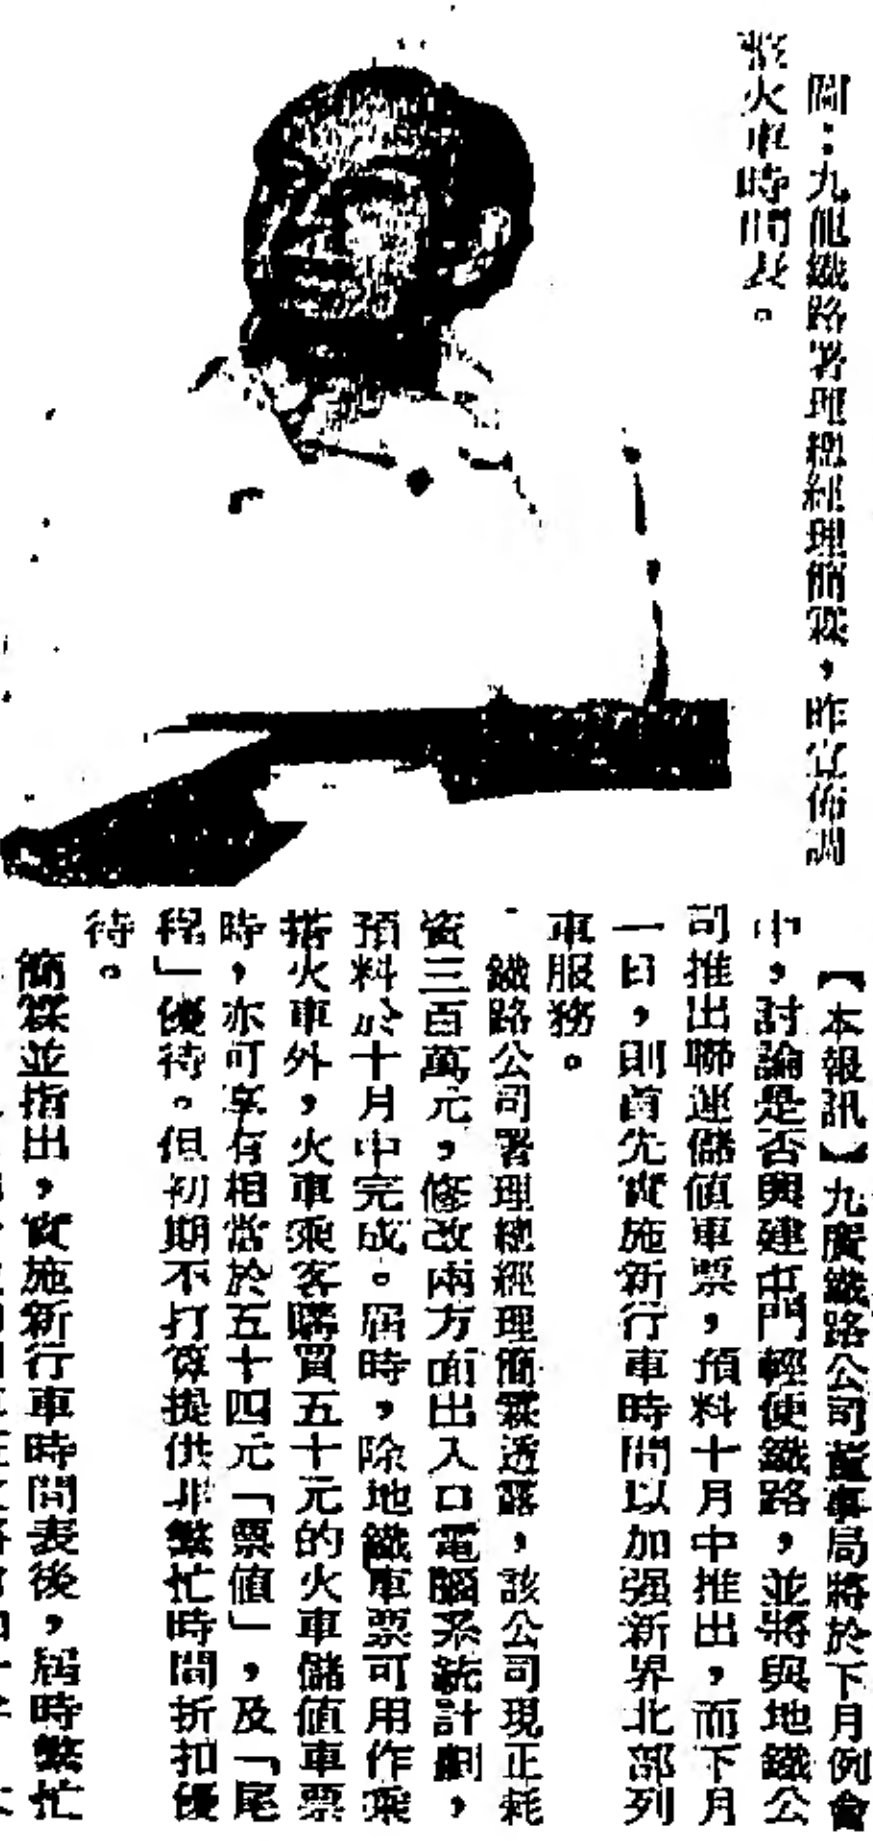 圖：九龍鐵路署理總經理簡霖，昨宣佈調
整火車時間表。
【本報訊】九廣鐵路公司董事局將於下月例會
中，討論是否興建屯門輕便鐵路，並將與地鐵公
司推出聯運儲值車票，預料十月中推出，而下月
一日，則首先實施新行車時間以加强新界北部列
車服務。
鐵路公司署理總經理簡霖透露，該公司現正耗
資三百萬元，修改兩方面出入口電腦系統計劃，
預料於十月中完成。屆時，除地鐵車票可用作乘
搭火車外，火車乘客購買五十元的火車儲值車票
時，亦可享有相當於五十四元「票值」，及「尾
程」優待。但初期不打算提供非繁忙時間折扣優
待。
簡霖並指出，實施新行車時間表後，屆時繁忙